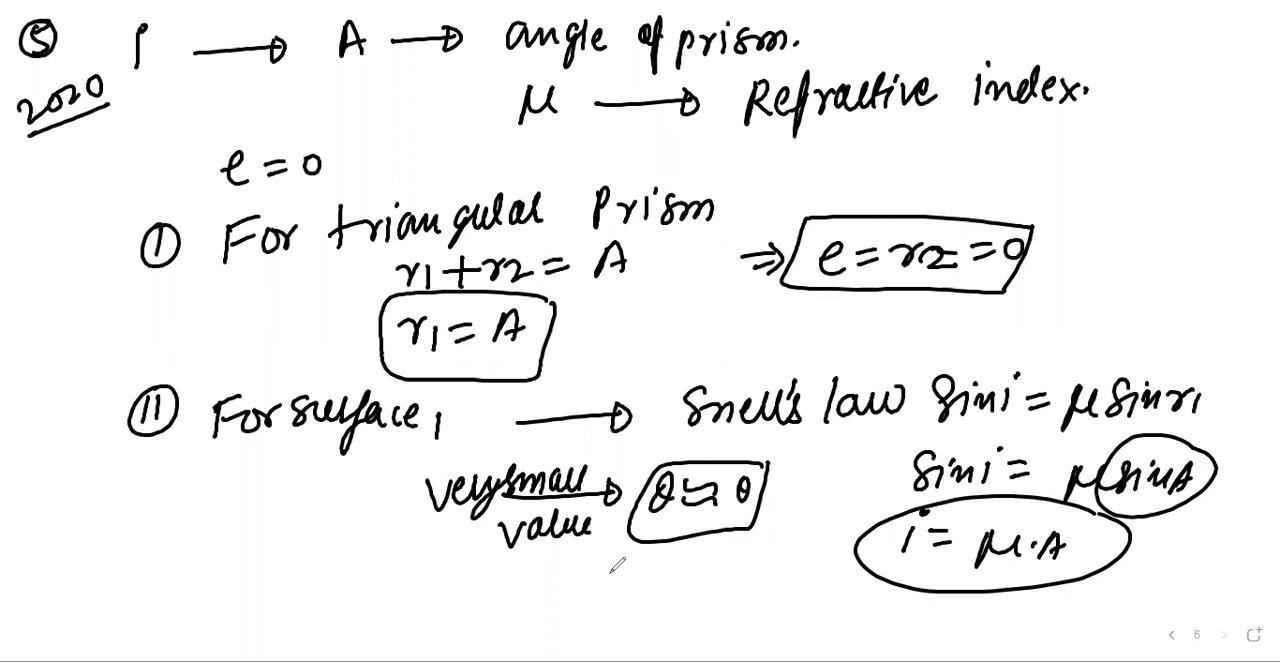 ⑤ i → A → angle of prism.
2020
μ → Refractive index.
e = 0
Ⓘ For triangular Prism
r1 + r2 = A ⇒ e = r2 = 0
r1 = A
⑪ For surface 1 → Snell's law Sini = μ sinr1
Sini = μ sinA
very small value → θ ≃ θ
i = μ.A
6